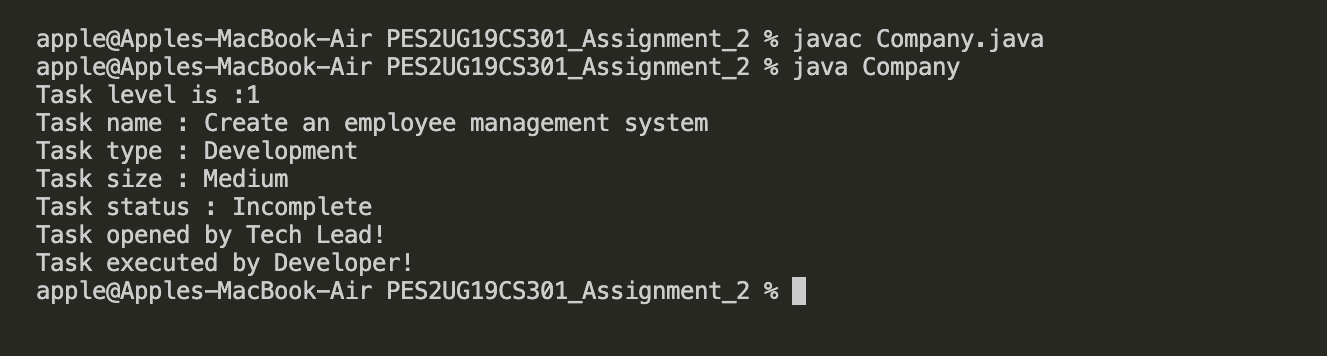 apple@Apples-MacBook-Air PES2UG19CS301_Assignment_2 % javac Company.java
apple@Apples-MacBook-Air PES2UG19CS301_Assignment_2 % java Company
Task level is :1
Task name : Create an employee management system
Task type : Development
Task size : Medium
Task status : Incomplete
Task opened by Tech Lead!
Task executed by Developer!
apple@Apples-MacBook-Air PES2UG19CS301_Assignment_2 %